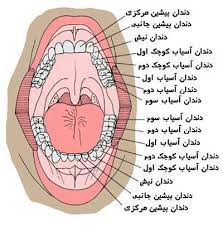 دندان پیشین مرکزی
دندان پیشین جانبی
دندان نیش
دندان آسیاب کوچک اول
دندان آسیاب کوچک دوم
دندان آسیاب اول
دندان آسیاب دوم
دندان آسیاب سوم
دندان آسیاب سوم
دندان آسیاب دوم
دندان آسیاب اول
دندان آسیاب کوچک دوم
دندان آسیاب کوچک اول
دندان نیش
دندان پیشین جانبی
دندان پیشین مرکزی